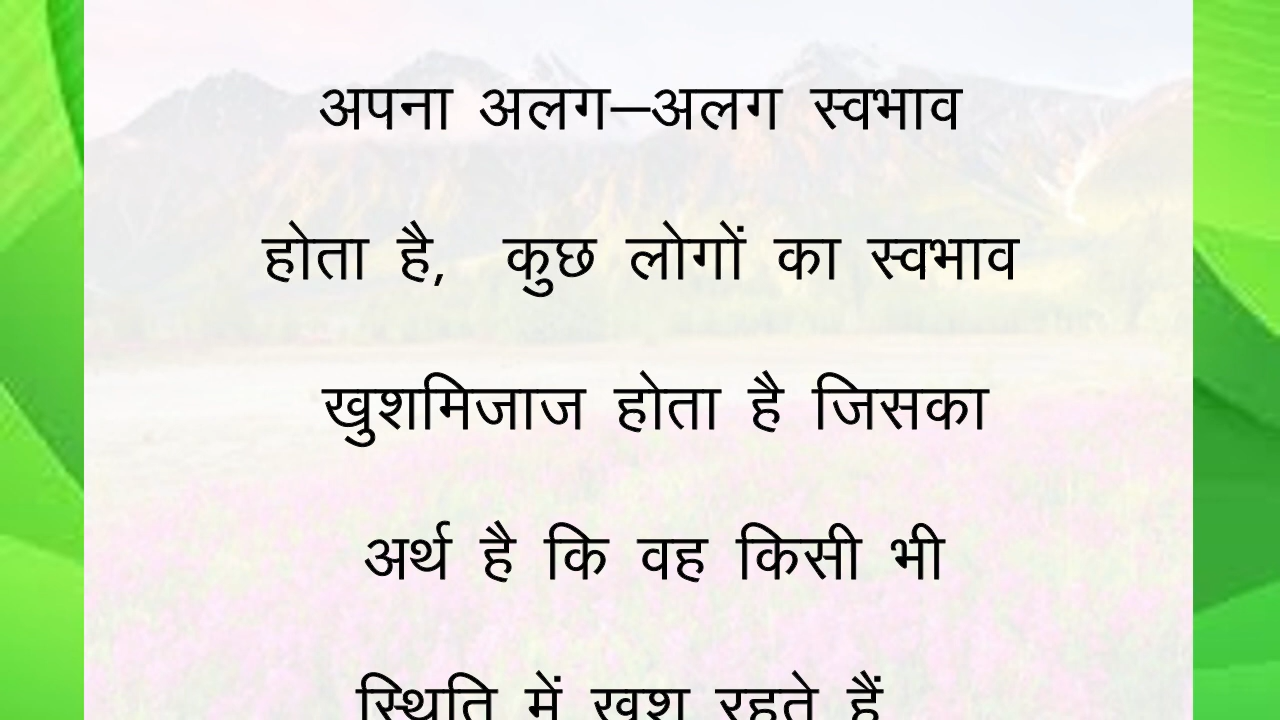 अपना अलग–अलग स्वभाव
होता है, कुछ लोगों का स्वभाव
खुशमिजाज होता है जिसका
अर्थ है कि वह किसी भी
स्थिति में खुश रहते हैं